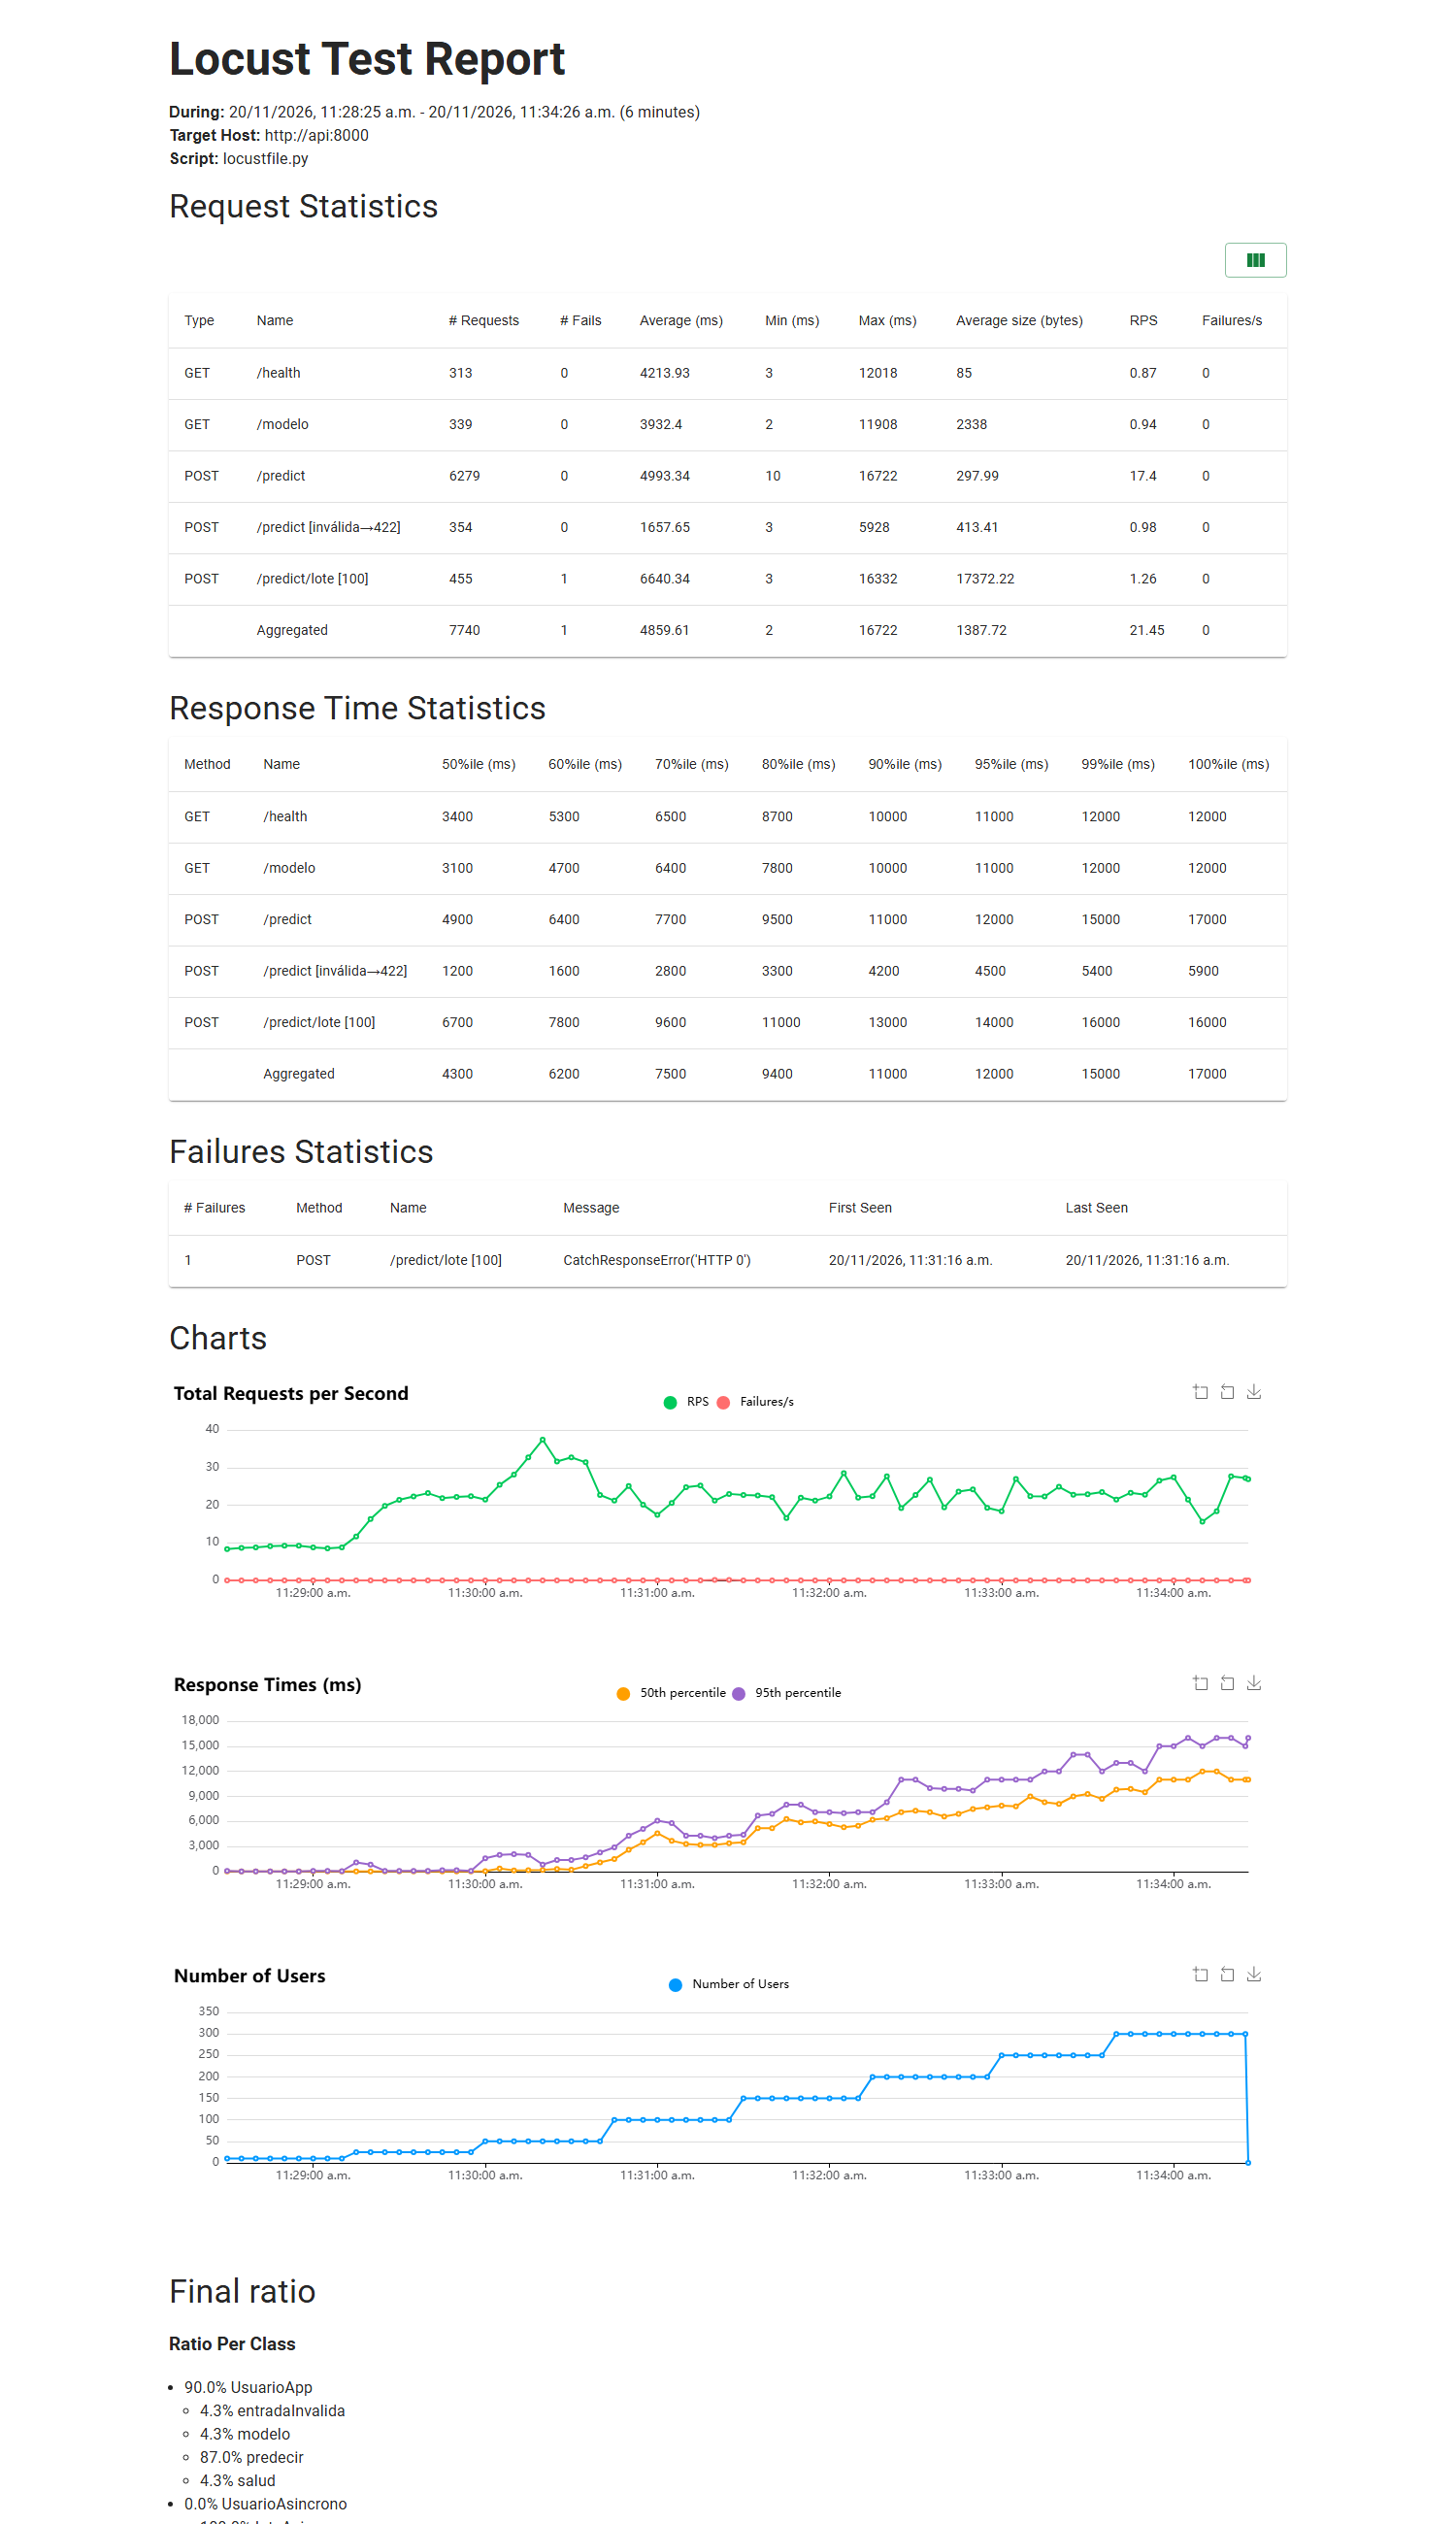 Locust Test Report
During: 20/11/2026, 11:28:25 a.m. - 20/11/2026, 11:34:26 a.m. (6 minutes)
Target Host: http://api:8000
Script: locustfile.py
Request Statistics
Type Name # Requests # Fails Average (ms) Min (ms) Max (ms) Average size (bytes) RPS Failures/s
GET /health 313 0 4213.93 3 12018 85 0.87 0
GET /modelo 339 0 3932.4 2 11908 2338 0.94 0
POST /predict 6279 0 4993.34 10 16722 297.99 17.4 0
POST /predict [inválida→422] 354 0 1657.65 3 5928 413.41 0.98 0
POST /predict/lote [100] 455 1 6640.34 3 16332 17372.22 1.26 0
Aggregated 7740 1 4859.61 2 16722 1387.72 21.45 0
Response Time Statistics
Method Name 50%ile (ms) 60%ile (ms) 70%ile (ms) 80%ile (ms) 90%ile (ms) 95%ile (ms) 99%ile (ms) 100%ile (ms)
GET /health 3400 5300 6500 8700 10000 11000 12000 12000
GET /modelo 3100 4700 6400 7800 10000 11000 12000 12000
POST /predict 4900 6400 7700 9500 11000 12000 15000 17000
POST /predict [inválida→422] 1200 1600 2800 3300 4200 4500 5400 5900
POST /predict/lote [100] 6700 7800 9600 11000 13000 14000 16000 16000
Aggregated 4300 6200 7500 9400 11000 12000 15000 17000
Failures Statistics
# Failures Method Name Message First Seen Last Seen
1 POST /predict/lote [100] CatchResponseError('HTTP 0') 20/11/2026, 11:31:16 a.m. 20/11/2026, 11:31:16 a.m.
Charts
Total Requests per Second
RPS Failures/s
40
30
20
10
0
11:29:00 a.m. 11:30:00 a.m. 11:31:00 a.m. 11:32:00 a.m. 11:33:00 a.m. 11:34:00 a.m.
Response Times (ms)
50th percentile 95th percentile
18,000
15,000
12,000
9,000
6,000
3,000
0
11:29:00 a.m. 11:30:00 a.m. 11:31:00 a.m. 11:32:00 a.m. 11:33:00 a.m. 11:34:00 a.m.
Number of Users
Number of Users
350
300
250
200
150
100
50
0
11:29:00 a.m. 11:30:00 a.m. 11:31:00 a.m. 11:32:00 a.m. 11:33:00 a.m. 11:34:00 a.m.
Final ratio
Ratio Per Class
90.0% UsuarioApp
4.3% entradaInvalida
4.3% modelo
87.0% predecir
4.3% salud
0.0% UsuarioAsincrono